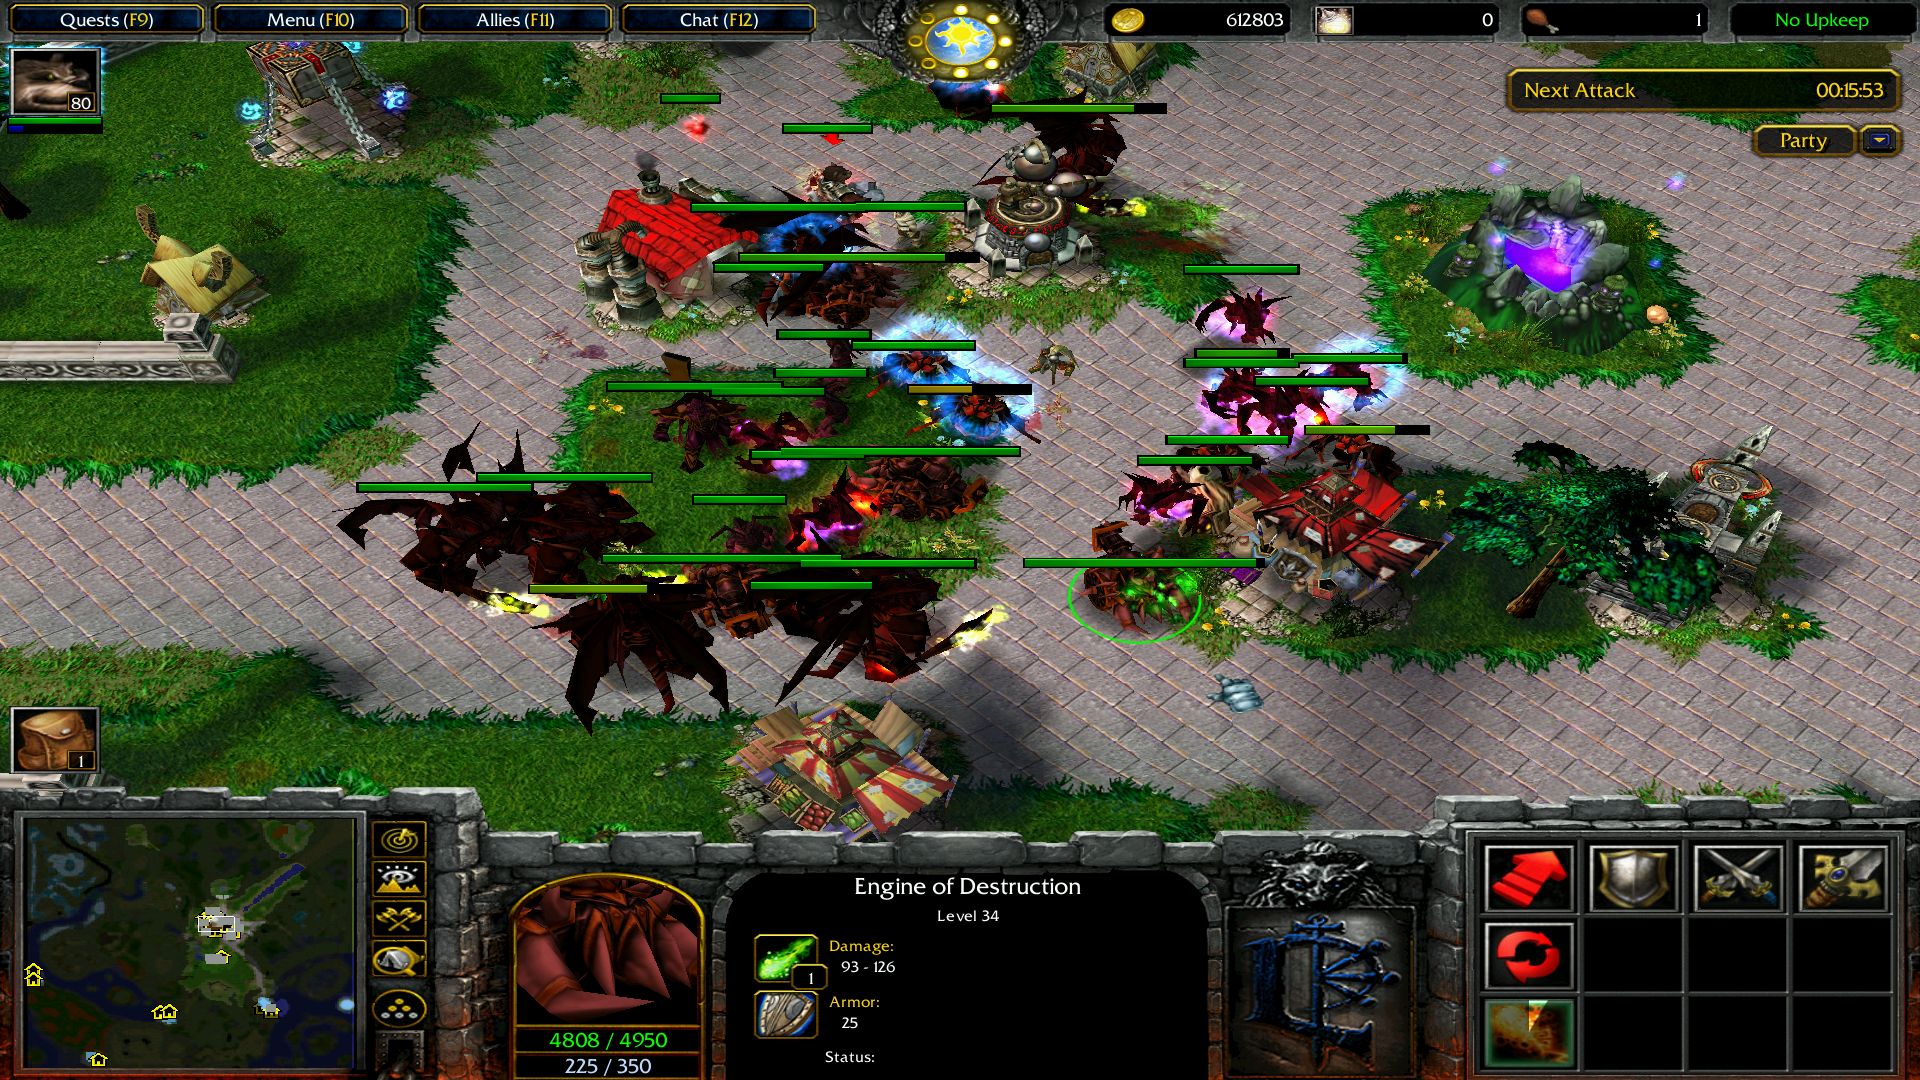 Quests (F9)
Menu (F10)
Allies (F11)
Chat (F12)
612803
0
1
No Upkeep
80
Next Attack
00:15:53
Party
1
Engine of Destruction
Level 34
Damage:
93 - 126
1
Armor:
25
Status:
4808 / 4950
225 / 350